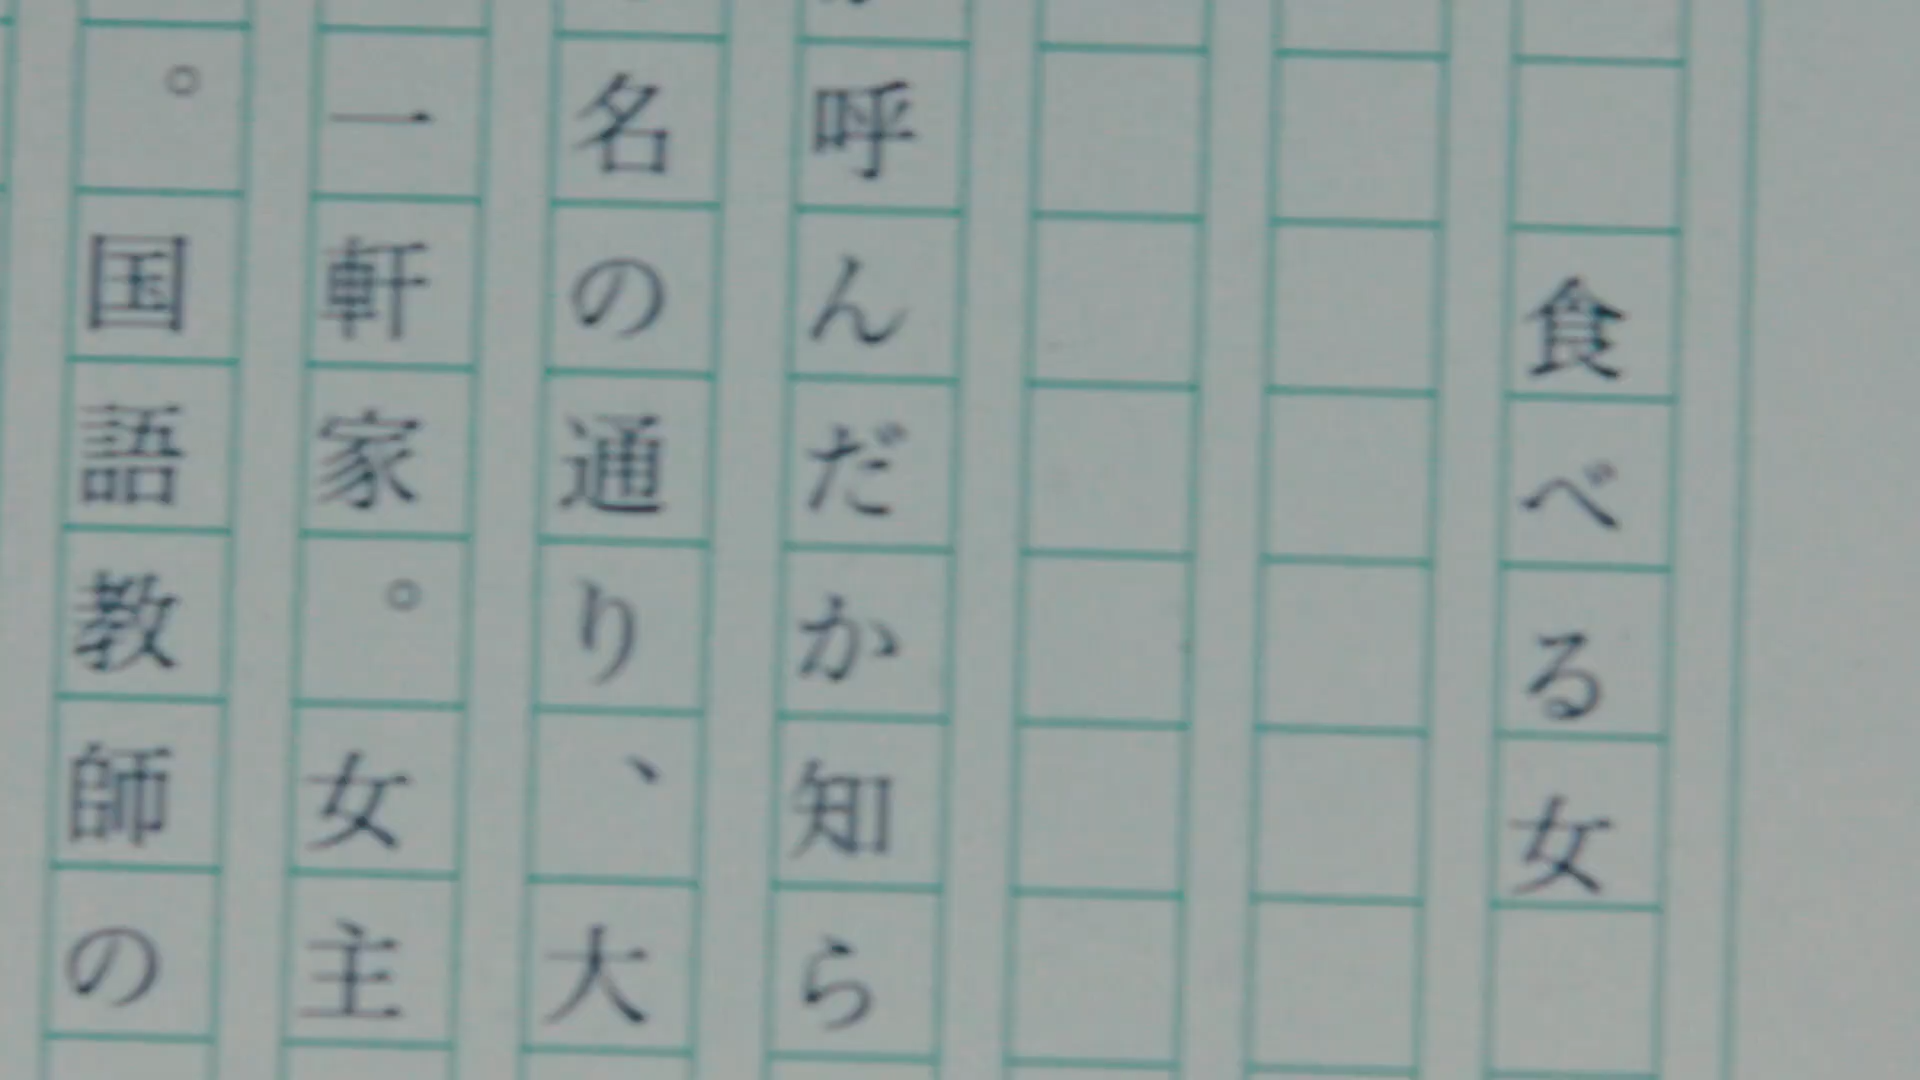 食べる女
呼んだか知ら
名の通り、大
一軒家。女主
。国語教師の